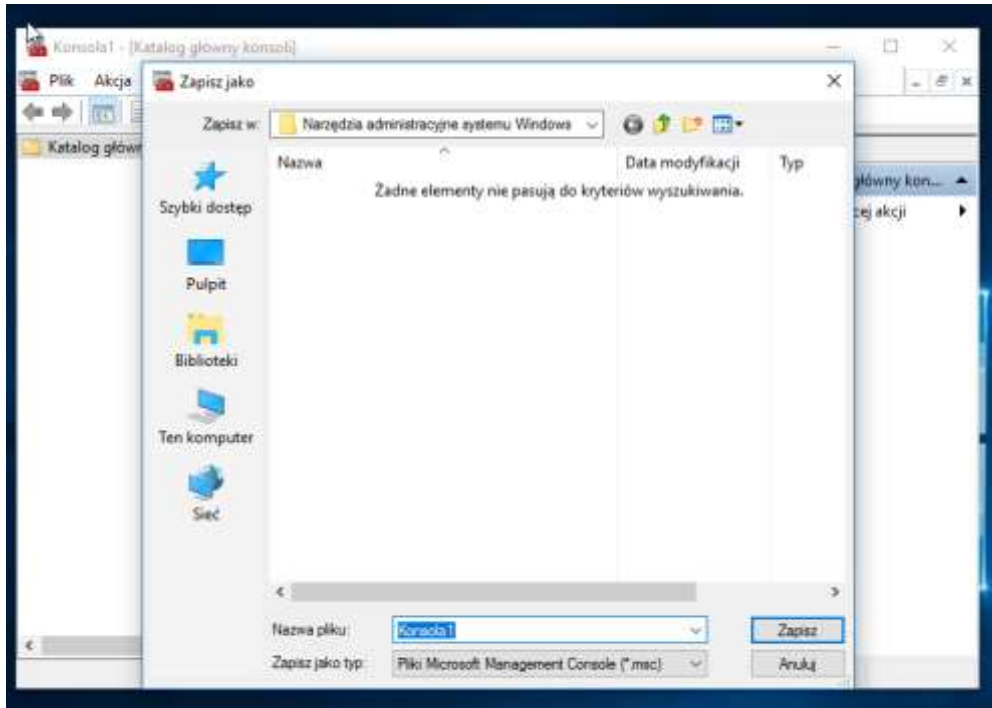 Konsola1 - [Katalog główny konsoli]
Plik Akcja
Zapisz jako
Zapisz w:
Narzędzia administracyjne systemu Windows
Katalog główn
Nazwa
Data modyfikacji
Typ
Żadne elementy nie pasują do kryteriów wyszukiwania.
główny kon...
cej akcji
Szybki dostęp
Pulpit
Biblioteki
Ten komputer
Sieć
Nazwa pliku:
Konsola1
Zapisz
Zapisz jako typ:
Pliki Microsoft Management Console (*.msc)
Anuluj